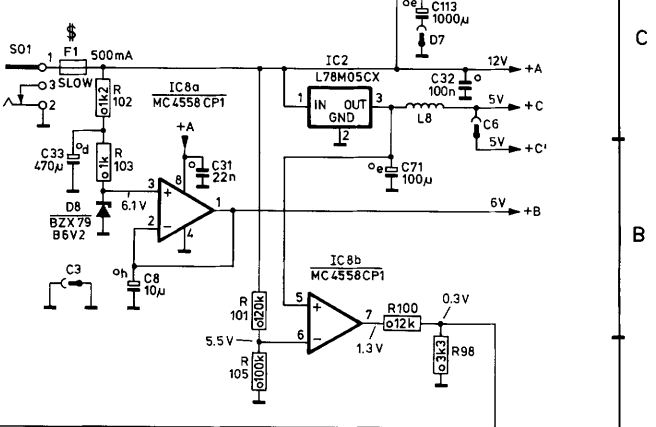 e C113
1000µ
D7
C
$
F1
S01
1
500mA
SLOW
IC2
L78M05CX
12V
+A
3
2
R
102
1k2
IC8a
MC4558CP1
+A
1
IN
OUT
GND
3
2
C32
100n
L8
5V
+C
C6
5V
+C'
d
C33
470µ
1k
R
103
8
C31
22n
e
C71
100µ
6.1V
3
+
2
−
1
4
D8
BZX79
B6V2
6V
+B
B
C3
h
C8
10µ
IC8b
MC4558CP1
R
101
120k
5
+
6
−
7
R100
12k
0.3V
5.5V
1.3V
R
105
100k
3k3
R98